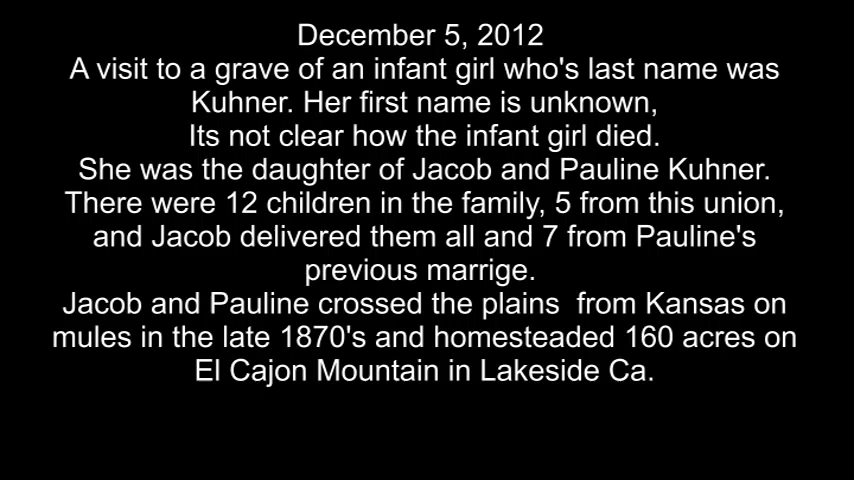 December 5, 2012
A visit to a grave of an infant girl who's last name was
Kuhner. Her first name is unknown,
Its not clear how the infant girl died.
She was the daughter of Jacob and Pauline Kuhner.
There were 12 children in the family, 5 from this union,
and Jacob delivered them all and 7 from Pauline's
previous marrige.
Jacob and Pauline crossed the plains  from Kansas on
mules in the late 1870's and homesteaded 160 acres on
El Cajon Mountain in Lakeside Ca.